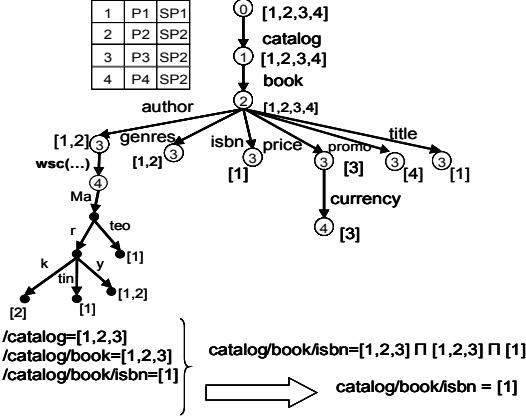 1 P1 SP1
2 P2 SP2
3 P3 SP2
4 P4 SP2
0 [1,2,3,4]
catalog
1 [1,2,3,4]
book
2 [1,2,3,4]
author
genres
isbn
price
promo
title
[1,2] 3
3 [1,2]
3 [1]
3 [3]
3 [4]
3 [1]
wsc(...)
4
currency
4 [3]
Ma
r
teo
[1]
k
tin
y
[2]
[1]
[1,2]
/catalog=[1,2,3]
/catalog/book=[1,2,3]
/catalog/book/isbn=[1]
catalog/book/isbn=[1,2,3] Π [1,2,3] Π [1]
catalog/book/isbn = [1]